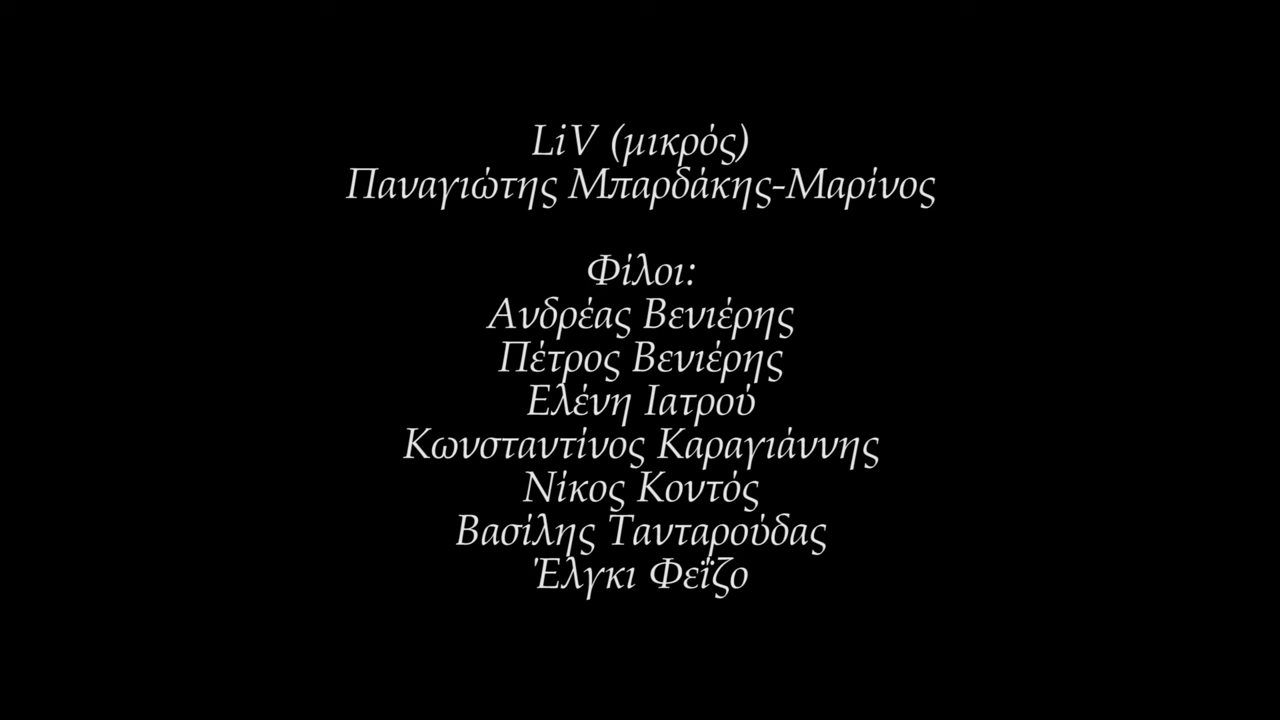 LiV (μικρός)
Παναγιώτης Μπαρδάκης-Μαρίνος
Φίλοι:
Ανδρέας Βενιέρης
Πέτρος Βενιέρης
Ελένη Ιατρού
Κωνσταντίνος Καραγιάννης
Νίκος Κοντός
Βασίλης Τανταρούδας
Έλγκι Φεΐζο